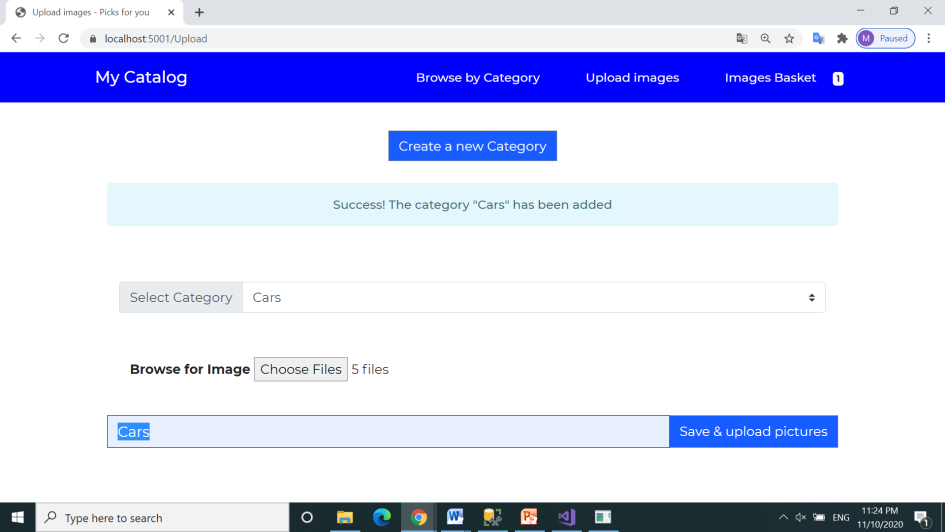 Upload images - Picks for you
localhost:5001/Upload
M Paused
My Catalog
Browse by Category
Upload images
Images Basket 1
Create a new Category
Success! The category "Cars" has been added
Select Category
Cars
Browse for Image Choose Files 5 files
Cars
Save & upload pictures
Type here to search
ENG
11:24 PM
11/10/2020
1